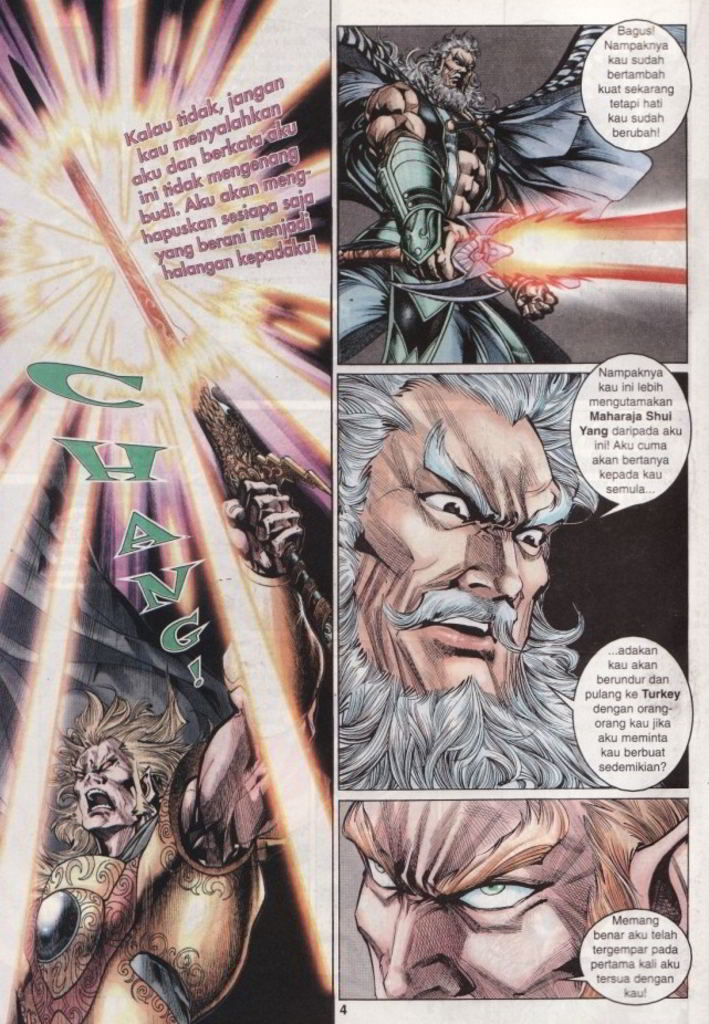 Kalau tidak, jangan
kau menyalahkan
aku dan berkata aku
ini tidak mengenang
budi. Aku akan meng-
hapuskan sesiapa saja
yang berani menjadi
halangan kepadaku!
CHANG!
Bagus!
Nampaknya
kau sudah
bertambah
kuat sekarang
tetapi hati
kau sudah
berubah!
Nampaknya
kau ini lebih
mengutamakan
Maharaja Shui
Yang daripada aku
ini! Aku cuma
akan bertanya
kepada kau
semula...
...adakan
kau akan
berundur dan
pulang ke Turkey
dengan orang-
orang kau jika
aku meminta
kau berbuat
sedemikian?
Memang
benar aku telah
tergempar pada
pertama kali aku
tersua dengan
kau!
4